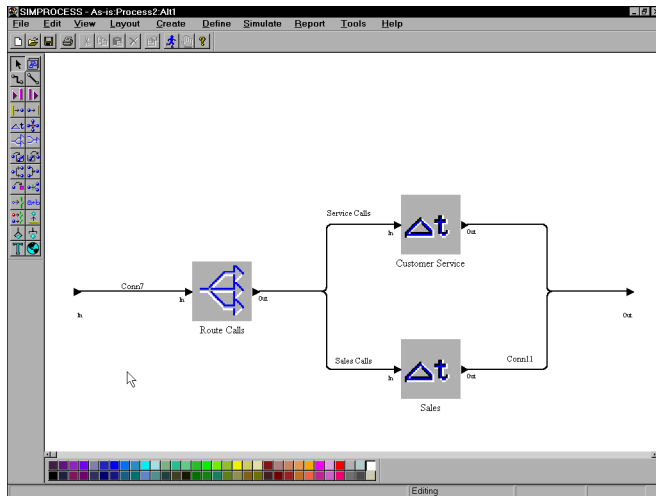 SIMPROCESS - As-is:Process2:Alt1
File Edit View Layout Create Define Simulate Report Tools Help
Service Calls
In
Out
Customer Service
Conn7
In
In
Out
Route Calls
Out
Sales Calls
Conn11
In
Out
Sales
Editing